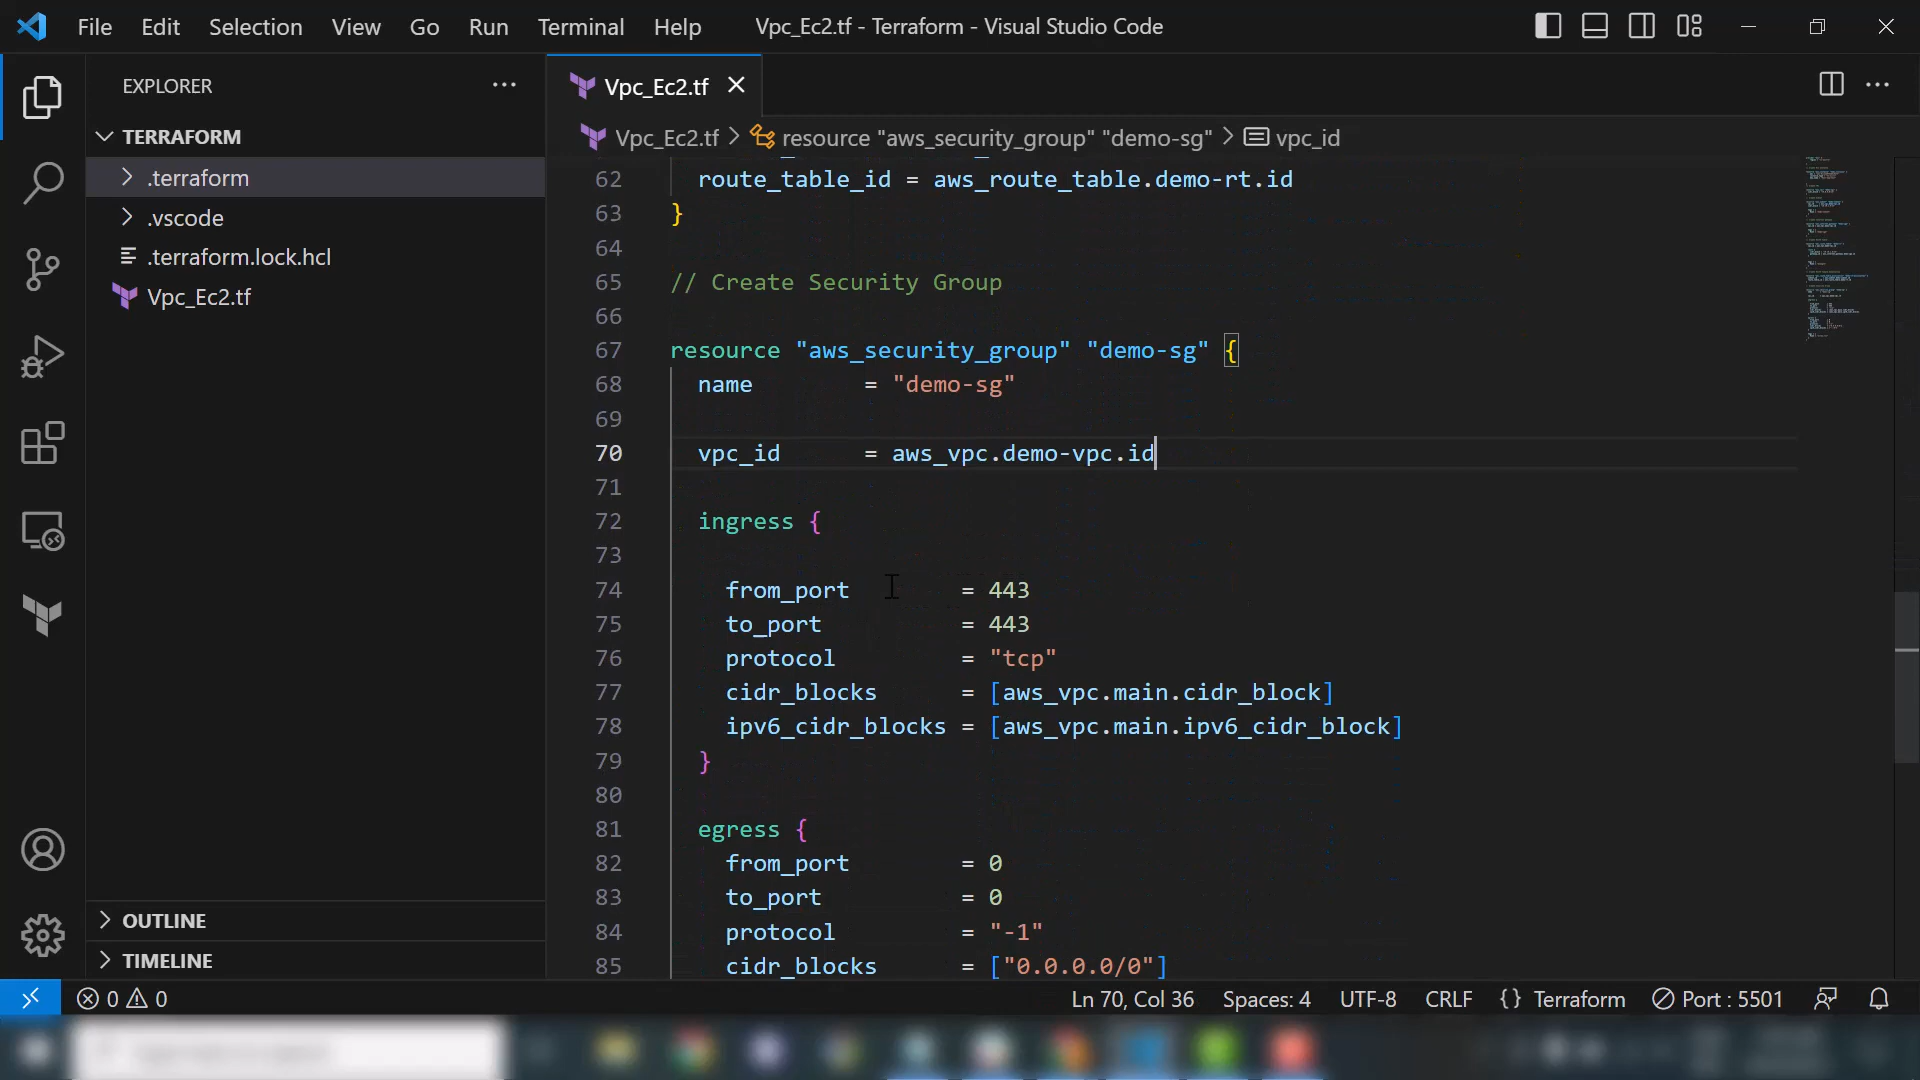 File Edit Selection View Go Run Terminal Help Vpc_Ec2.tf - Terraform - Visual Studio Code
EXPLORER
TERRAFORM
.terraform
.vscode
.terraform.lock.hcl
Vpc_Ec2.tf
OUTLINE
TIMELINE
Vpc_Ec2.tf
Vpc_Ec2.tf > resource "aws_security_group" "demo-sg" > vpc_id
62 route_table_id = aws_route_table.demo-rt.id
63 }
64
65 // Create Security Group
66
67 resource "aws_security_group" "demo-sg" {
68 name = "demo-sg"
69
70 vpc_id = aws_vpc.demo-vpc.id
71
72 ingress {
73
74 from_port = 443
75 to_port = 443
76 protocol = "tcp"
77 cidr_blocks = [aws_vpc.main.cidr_block]
78 ipv6_cidr_blocks = [aws_vpc.main.ipv6_cidr_block]
79 }
80
81 egress {
82 from_port = 0
83 to_port = 0
84 protocol = "-1"
85 cidr_blocks = ["0.0.0.0/0"]
0 0 Ln 70, Col 36 Spaces: 4 UTF-8 CRLF {} Terraform Port : 5501